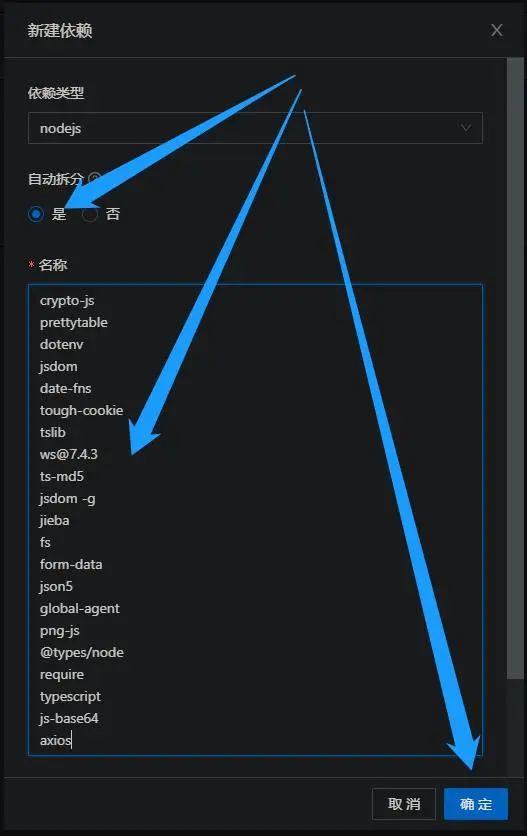 新建依赖
依赖类型
nodejs
自动拆分
是 否
* 名称
crypto-js
prettytable
dotenv
jsdom
date-fns
tough-cookie
tslib
ws@7.4.3
ts-md5
jsdom -g
jieba
fs
form-data
json5
global-agent
png-js
@types/node
require
typescript
js-base64
axios
取 消 确 定